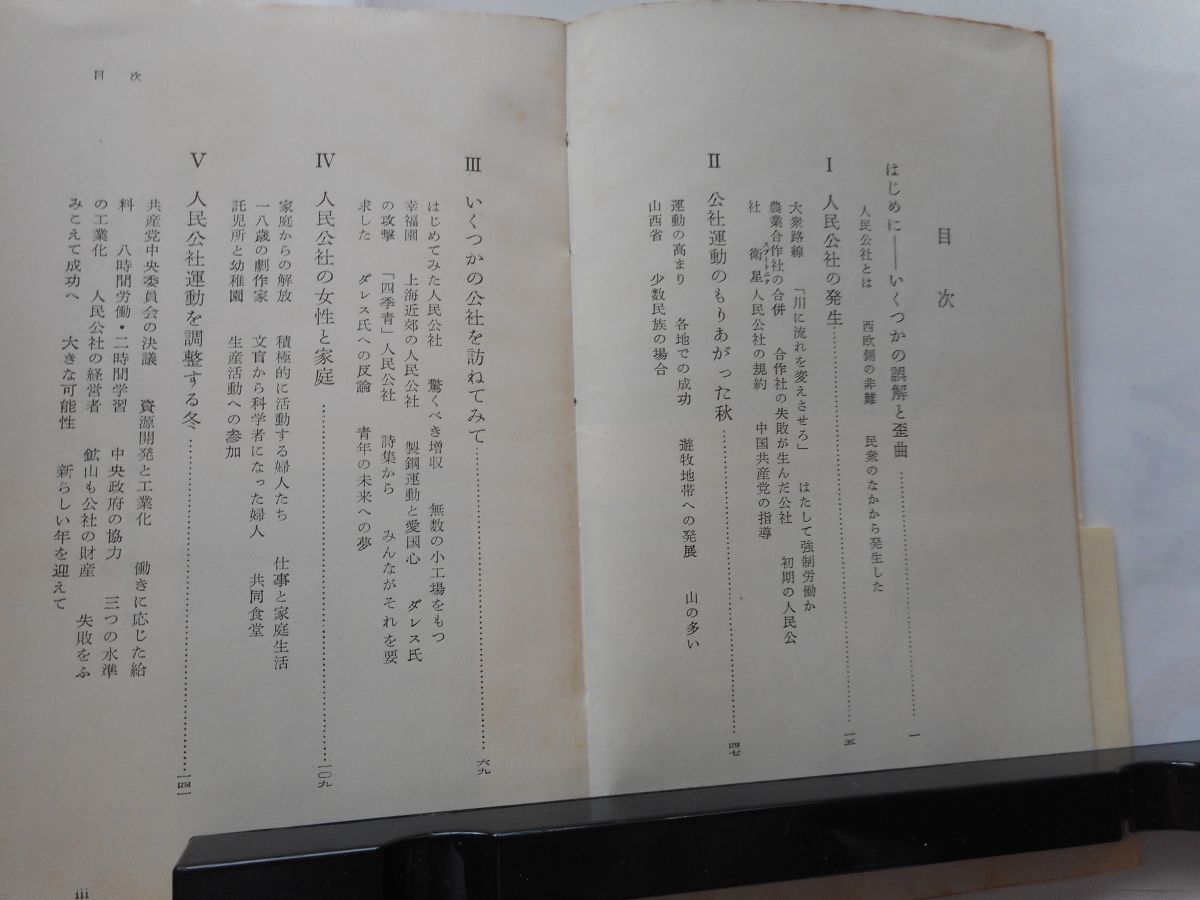 目次
はじめに――いくつかの誤解と歪曲……………一
人民公社とは　西欧側の非難　民衆のなかから発生した
Ⅰ　人民公社の発生……………一五
大衆路線　「川に流れを変えさせろ」　はたして強制労働か
農業合作社の合併　合作社の失敗が生んだ公社　初期の人民公
社　衛星人民公社の規約　中国共産党の指導
スプートニク
Ⅱ　公社運動のもりあがった秋……………四七
運動の高まり　各地での成功　遊牧地帯への発展　山の多い
山西省　少数民族の場合
Ⅲ　いくつかの公社を訪ねてみて……………六九
はじめてみた人民公社　驚くべき増収　無数の小工場をもつ
幸福園　上海近郊の人民公社　製鋼運動と愛国心　ダレス氏
の攻撃　「四季青」人民公社　詩集から　みんながそれを要
求した　ダレス氏への反論　青年の未来への夢
Ⅳ　人民公社の女性と家庭……………一〇九
家庭からの解放　積極的に活動する婦人たち　仕事と家庭生活
一八歳の劇作家　文盲から科学者になった婦人　共同食堂
託児所と幼稚園　生産活動への参加
Ⅴ　人民公社運動を調整する冬……………一四一
共産党中央委員会の決議　資源開発と工業化　働きに応じた給
料　八時間労働・二時間学習　中央政府の協力　三つの水準
の工業化　人民公社の経営者　鉱山も公社の財産　失敗をふ
みこえて成功へ　大きな可能性　新らしい年を迎えて
目次
iii